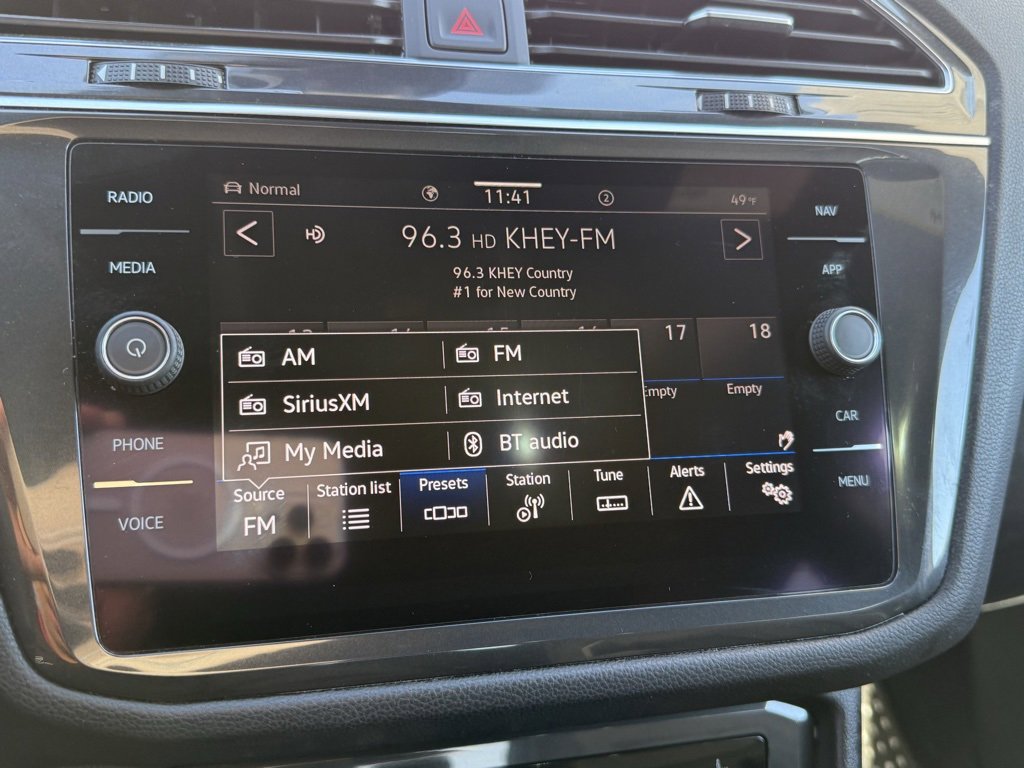 RADIO
MEDIA
PHONE
VOICE
Normal
11:41
2
49°F
HD
96.3 HD KHEY-FM
96.3 KHEY Country
#1 for New Country
17
18
Empty
Empty
AM
FM
SiriusXM
Internet
My Media
BT audio
Source
FM
Station list
Presets
Station
Tune
Alerts
Settings
NAV
APP
CAR
MENU